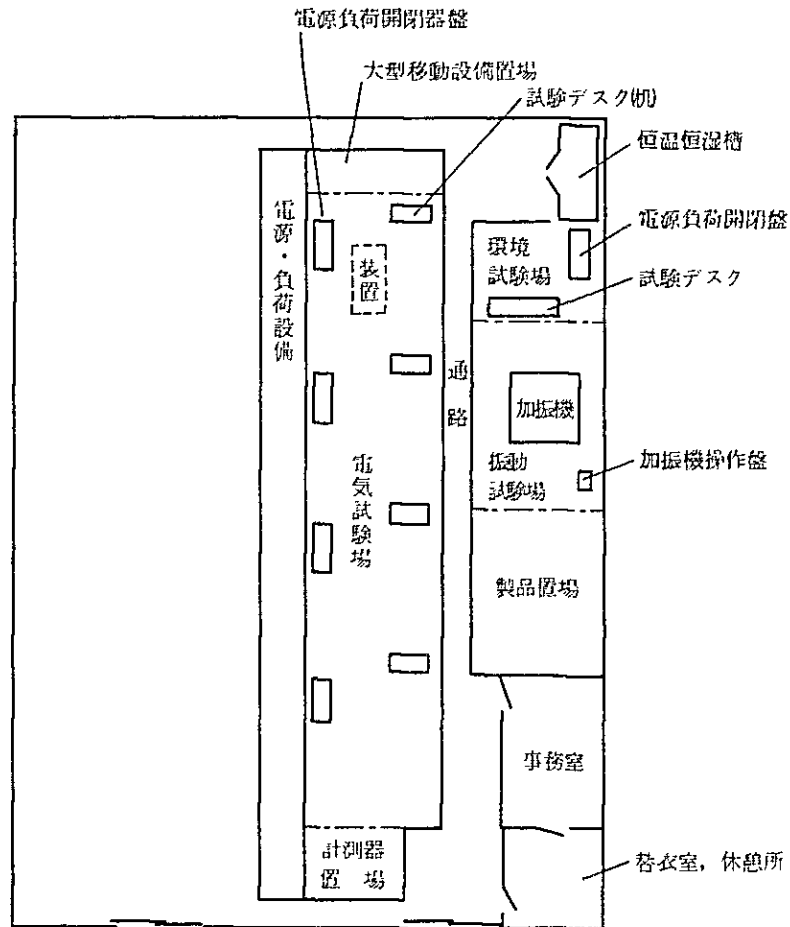 電源負荷開閉器盤
大型移動設備置場
試験デスク(机)
恒温恒湿槽
電源負荷開閉盤
試験デスク
電源・負荷設備
装置
環境
試験場
通路
加振機
振動
試験場
加振機操作盤
電気試験場
製品置場
事務室
計測器
置場
替衣室，休憩所